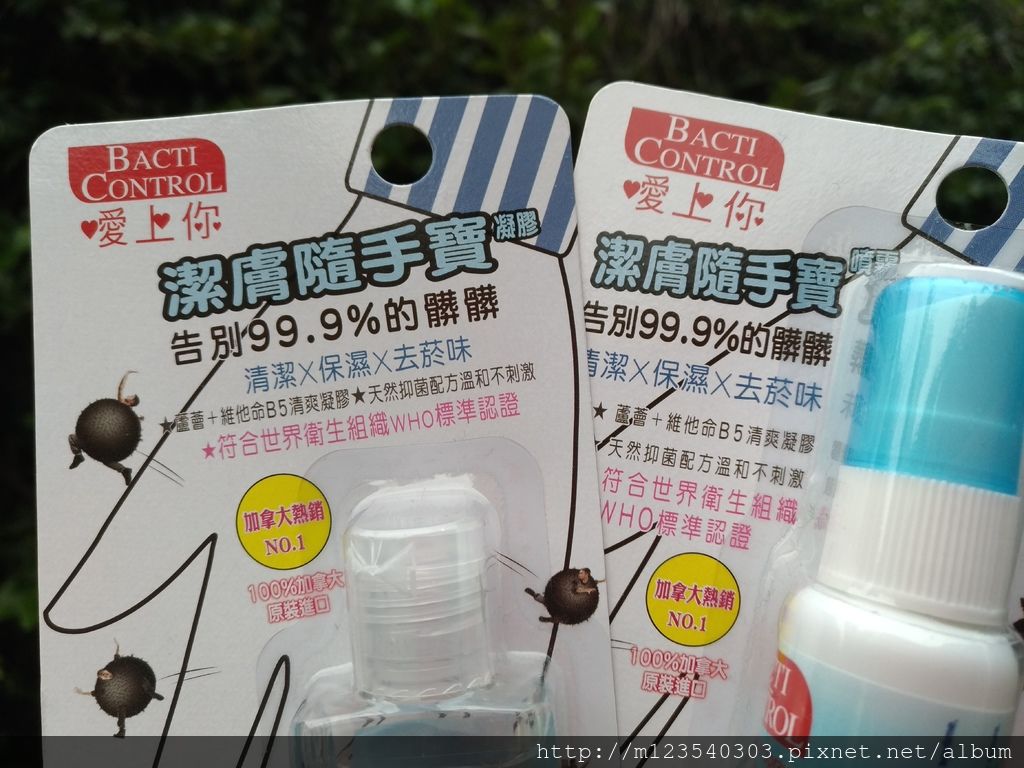 BACTI
CONTROL
愛上你
潔膚隨手寶凝膠
告別99.9%的髒髒
清潔X保濕X去菸味
★蘆薈+維他命B5清爽凝膠★天然抑菌配方溫和不刺激
★符合世界衛生組織WHO標準認證
加拿大熱銷
NO.1
100%加拿大
原裝進口
BACTI
CONTROL
愛上你
潔膚隨手寶噴霧
告別99.9%的髒髒
清潔X保濕X去菸味
★ 蘆薈+維他命B5清爽凝膠
天然抑菌配方溫和不刺激
符合世界衛生組織
WHO標準認證
加拿大熱銷
NO.1
100%加拿大
原裝進口
TI
TROL
http://m123540303.pixnet.net/album